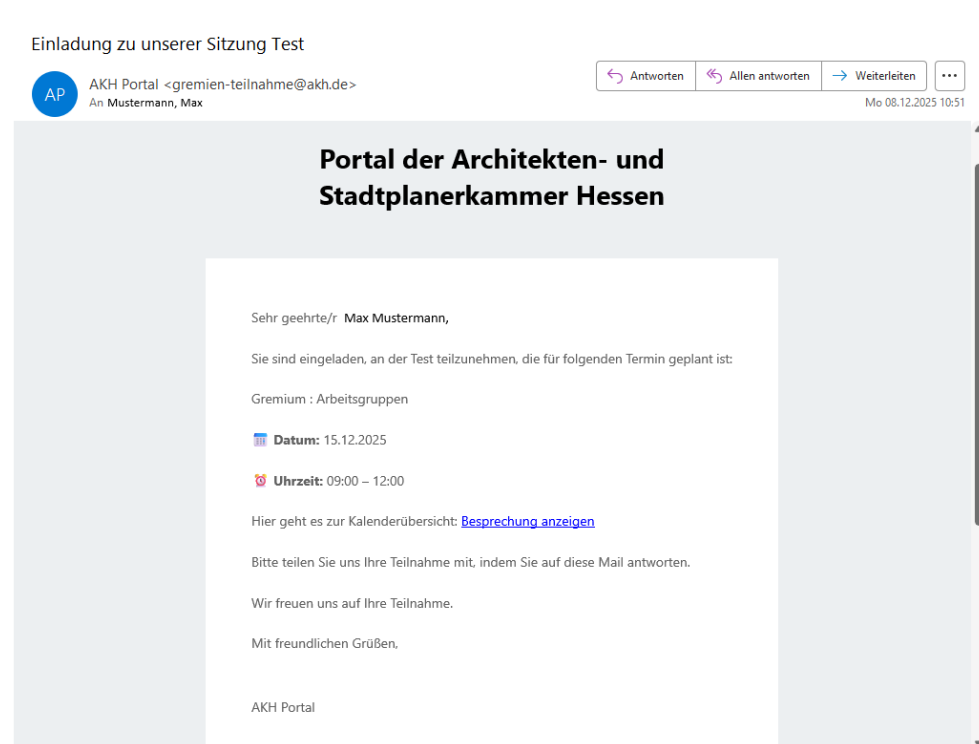 Einladung zu unserer Sitzung Test
AP
AKH Portal <gremien-teilnahme@akh.de>
An Mustermann, Max
Antworten
Allen antworten
Weiterleiten
Mo 08.12.2025 10:51
Portal der Architekten- und
Stadtplanerkammer Hessen
Sehr geehrte/r Max Mustermann,
Sie sind eingeladen, an der Test teilzunehmen, die für folgenden Termin geplant ist:
Gremium : Arbeitsgruppen
Datum: 15.12.2025
Uhrzeit: 09:00 – 12:00
Hier geht es zur Kalenderübersicht: Besprechung anzeigen
Bitte teilen Sie uns Ihre Teilnahme mit, indem Sie auf diese Mail antworten.
Wir freuen uns auf Ihre Teilnahme.
Mit freundlichen Grüßen,
AKH Portal